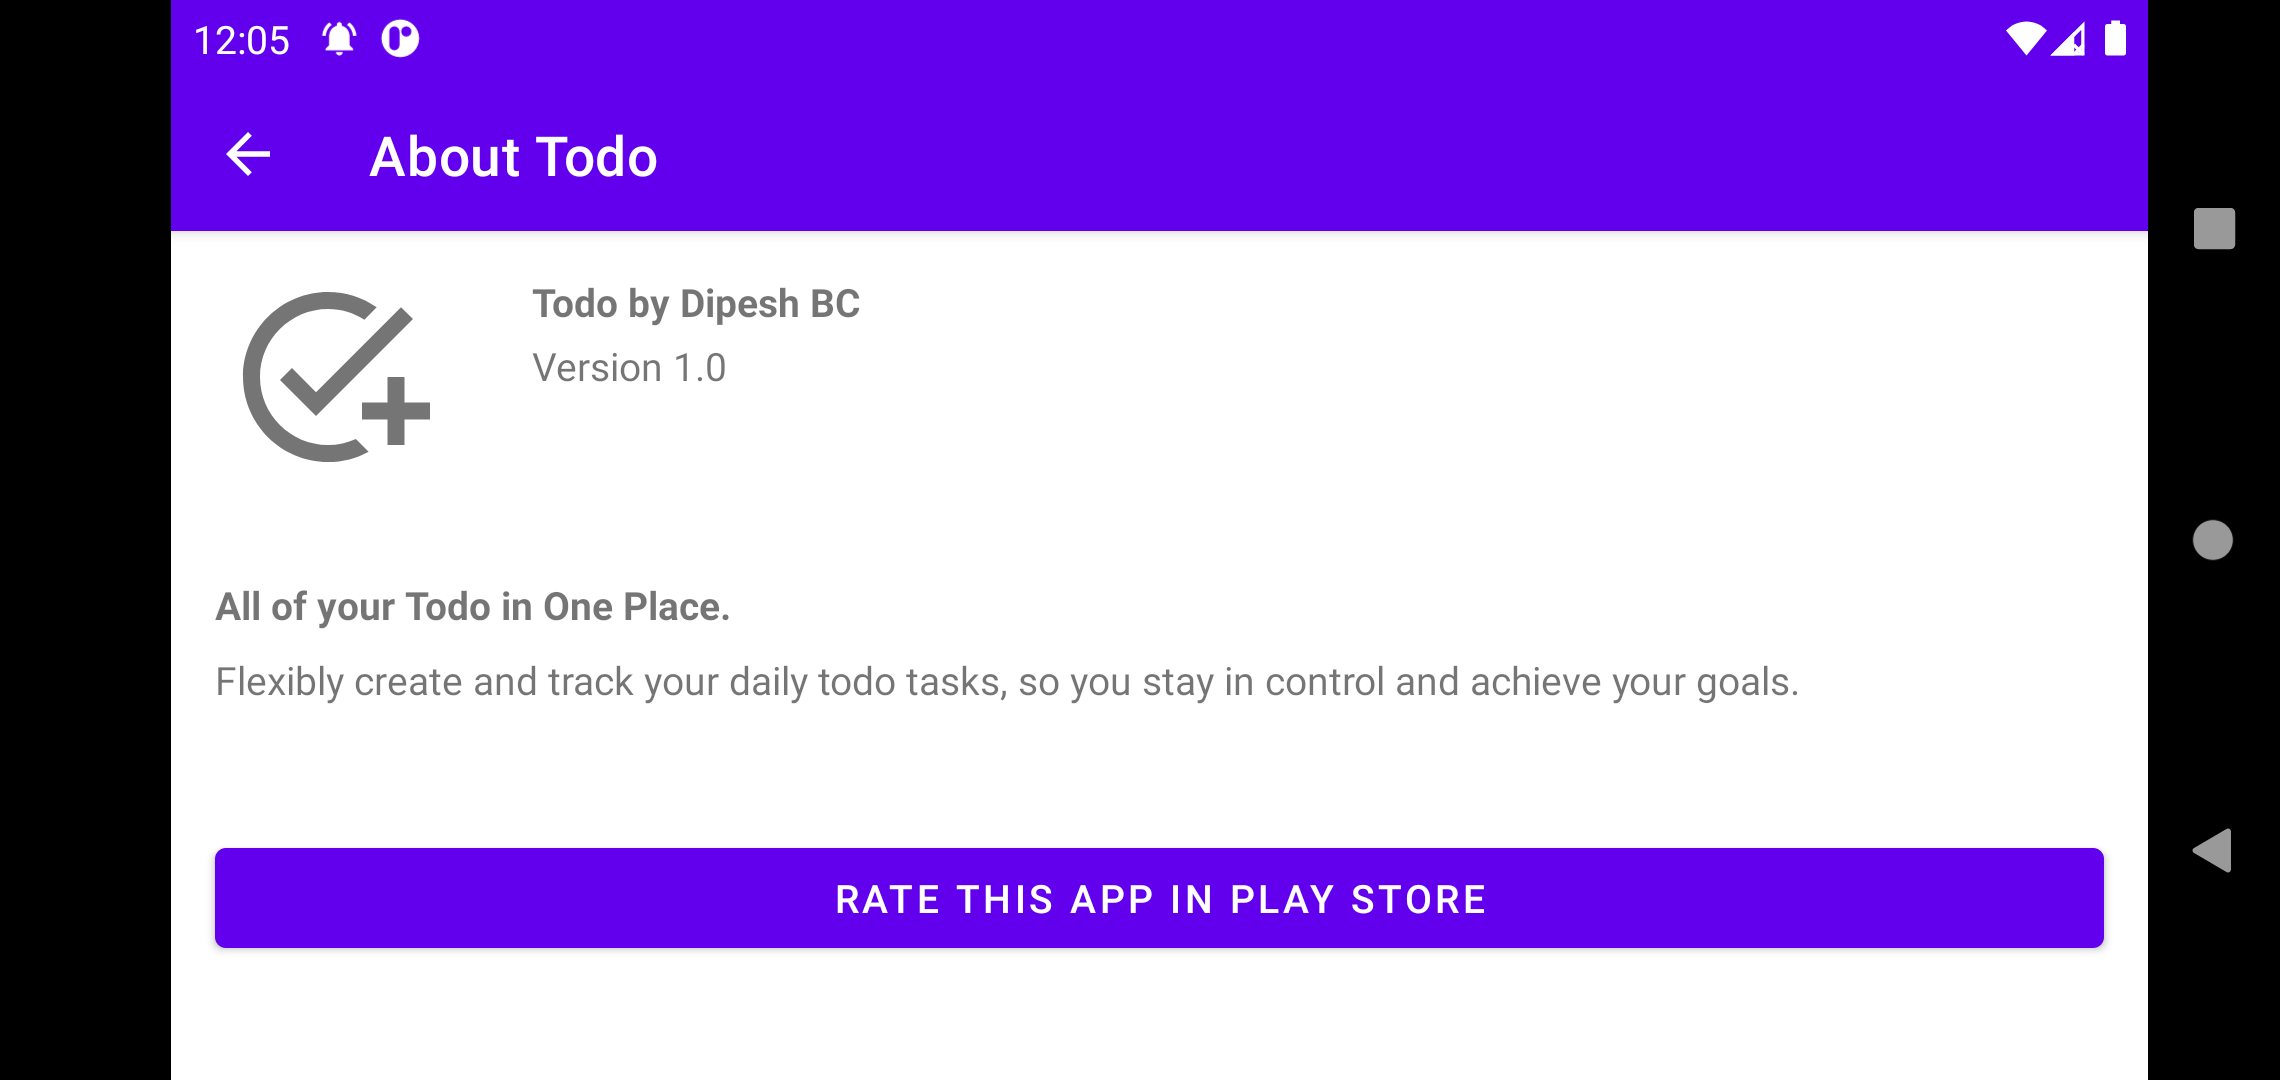 12:05
About Todo
Todo by Dipesh BC
Version 1.0
All of your Todo in One Place.
Flexibly create and track your daily todo tasks, so you stay in control and achieve your goals.
RATE THIS APP IN PLAY STORE